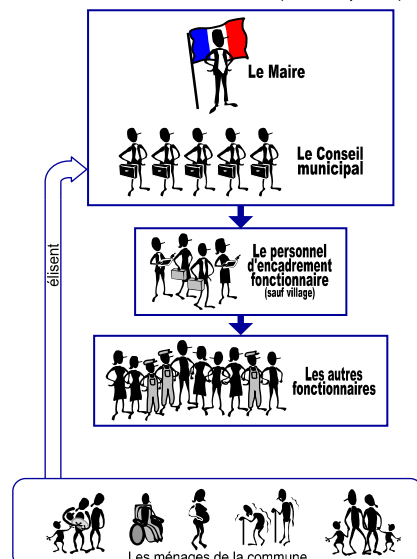 Le Maire
Le Conseil
municipal
élisent
Le personnel
d'encadrement
fonctionnaire
(sauf village)
Les autres
fonctionnaires
Les ménages de la commune